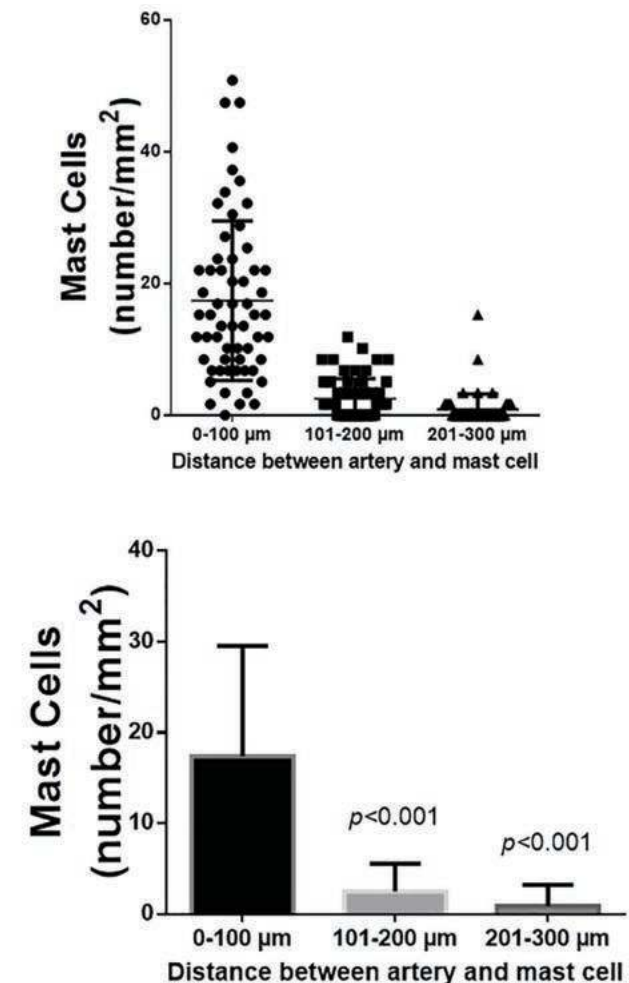 60
Mast Cells
(number/mm²)
40
20
0
0-100 µm 101-200 µm 201-300 µm
Distance between artery and mast cell
40
Mast Cells
(number/mm²)
30
20
p<0.001
10
p<0.001
0
0-100 µm 101-200 µm 201-300 µm
Distance between artery and mast cell